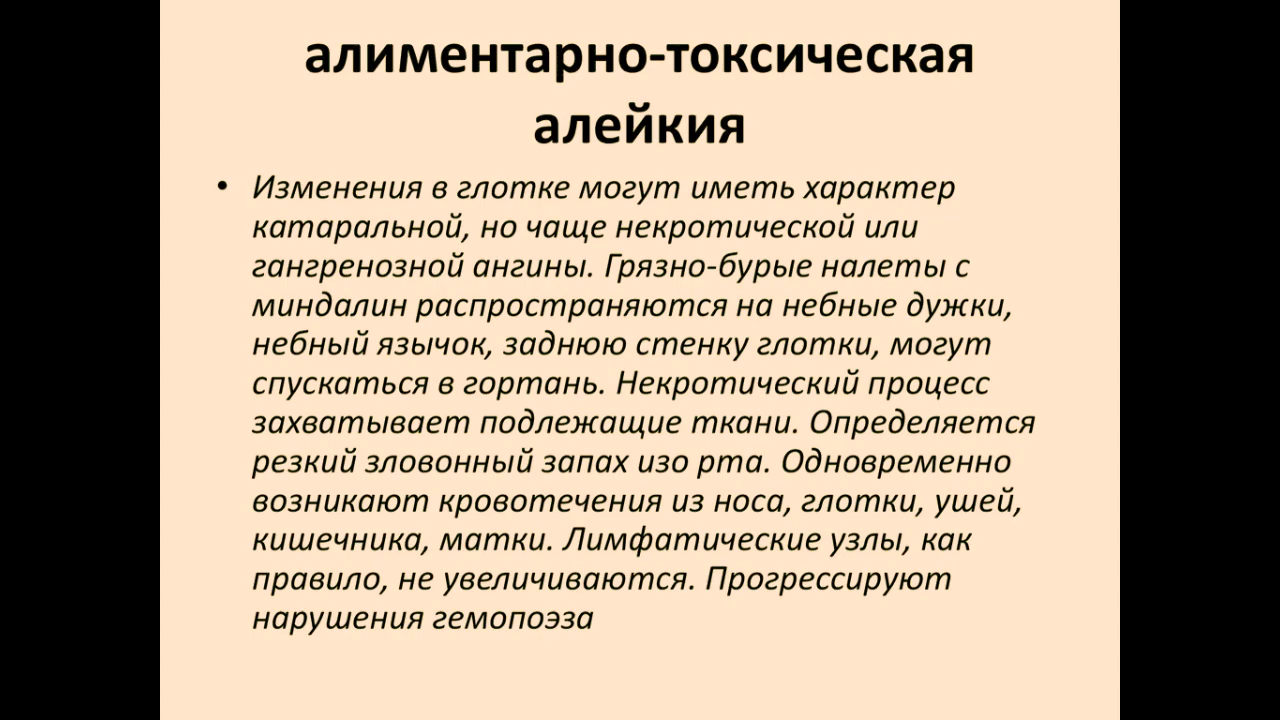 алиментарно-токсическая
алейкия
• Изменения в глотке могут иметь характер
катаральной, но чаще некротической или
гангренозной ангины. Грязно-бурые налеты с
миндалин распространяются на небные дужки,
небный язычок, заднюю стенку глотки, могут
спускаться в гортань. Некротический процесс
захватывает подлежащие ткани. Определяется
резкий зловонный запах изо рта. Одновременно
возникают кровотечения из носа, глотки, ушей,
кишечника, матки. Лимфатические узлы, как
правило, не увеличиваются. Прогрессируют
нарушения гемопоэза